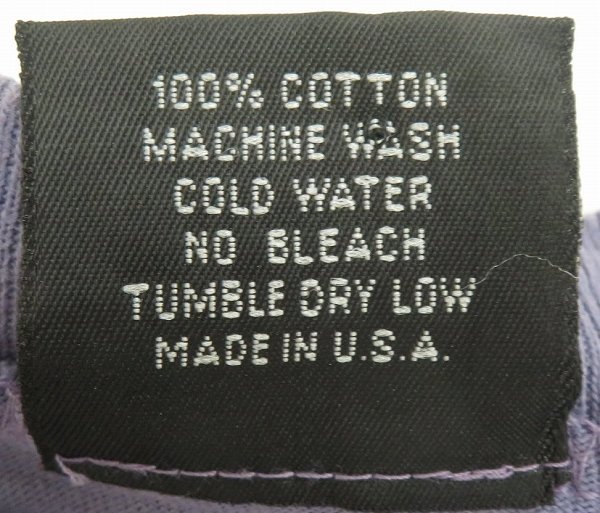 100% COTTON
MACHINE WASH
COLD WATER
NO BLEACH
TUMBLE DRY LOW
MADE IN U.S.A.